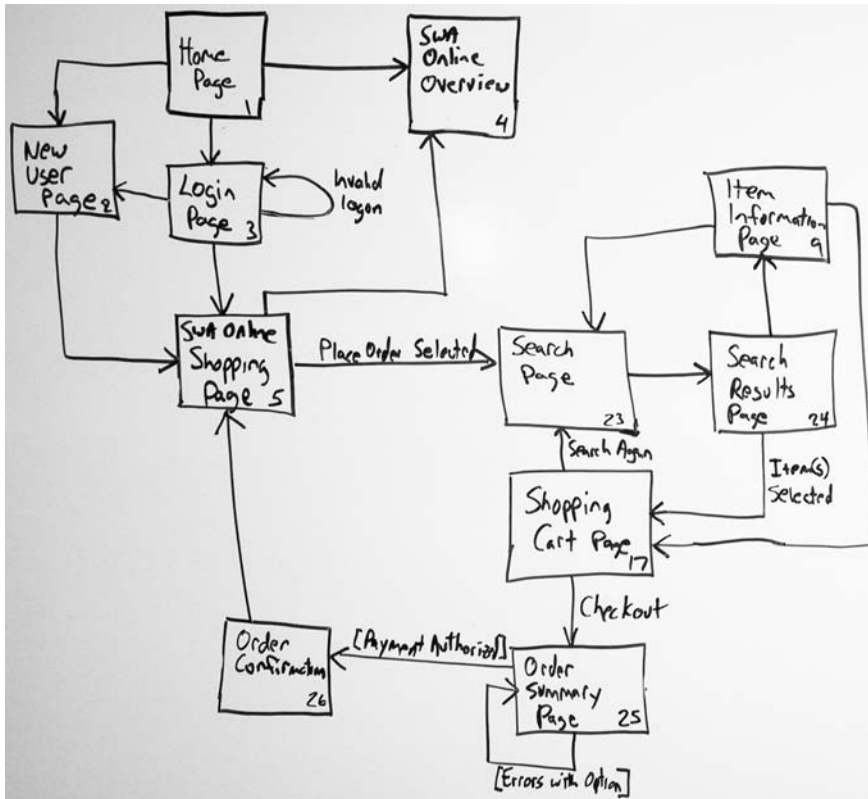 Home
Page
1
SWA
Online
Overview
4
New
User
Page 2
Login
Page 3
Invalid
logon
Item
Information
Page 9
SWA Online
Shopping
Page 5
Place Order Selected
Search
Page
23
Search
Results
Page 24
Search Again
Item(s)
Selected
Shopping
Cart Page
17
Checkout
Order
Confirmation
26
[Payment Authorized]
Order
Summary
Page 25
[Errors with Option]